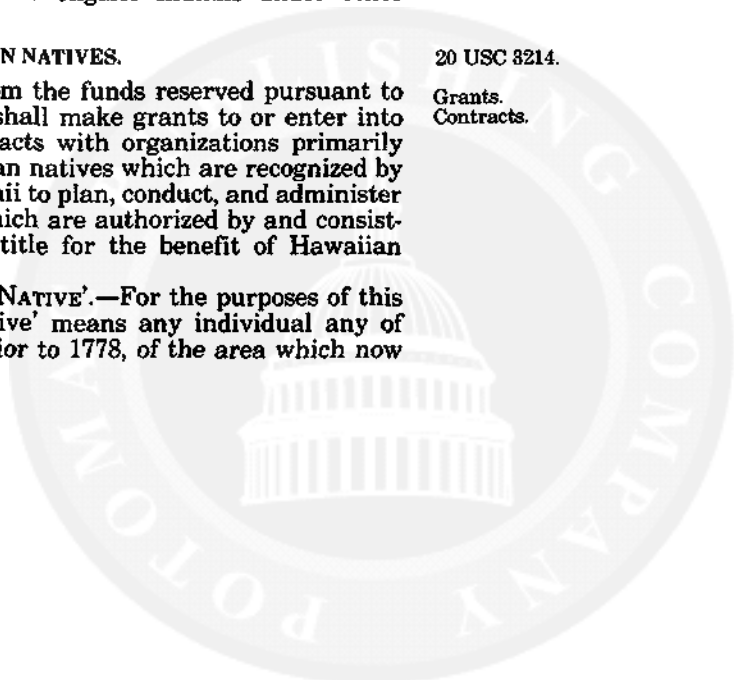 N NATIVES.
20 USC 3214.
m the funds reserved pursuant to
Grants.
shall make grants to or enter into
Contracts.
acts with organizations primarily
an natives which are recognized by
ii to plan, conduct, and administer
hich are authorized by and consist-
title for the benefit of Hawaiian
NATIVE'.—For the purposes of this
ive' means any individual any of
ior to 1778, of the area which now
POTOMAC PUBLISHING COMPANY